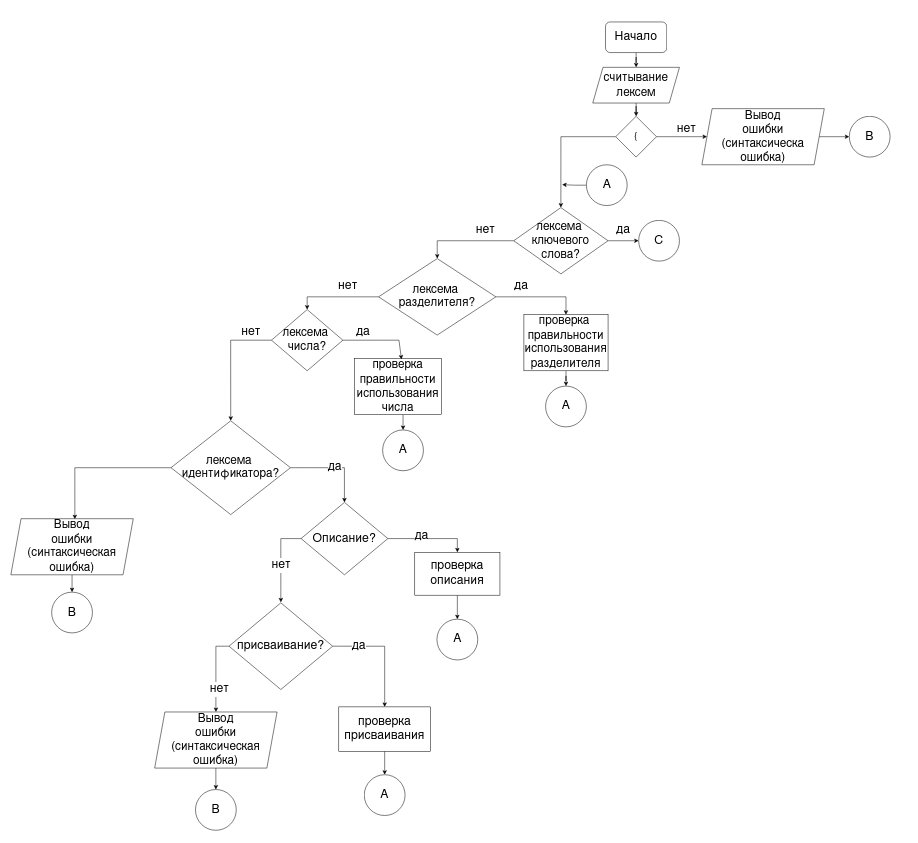 Начало
считывание
лексем
{
нет
Вывод
ошибки
(синтаксическа
ошибка)
B
A
лексема
ключевого
слова?
нет
да
C
лексема
разделителя?
нет
да
проверка
правильности
использования
разделителя
A
лексема
числа?
нет
да
проверка
правильности
использования
числа
A
лексема
идентификатора?
да
Вывод
ошибки
(синтаксическая
ошибка)
B
Описание?
да
нет
проверка
описания
A
присваивание?
да
нет
Вывод
ошибки
(синтаксическая
ошибка)
B
проверка
присваивания
A